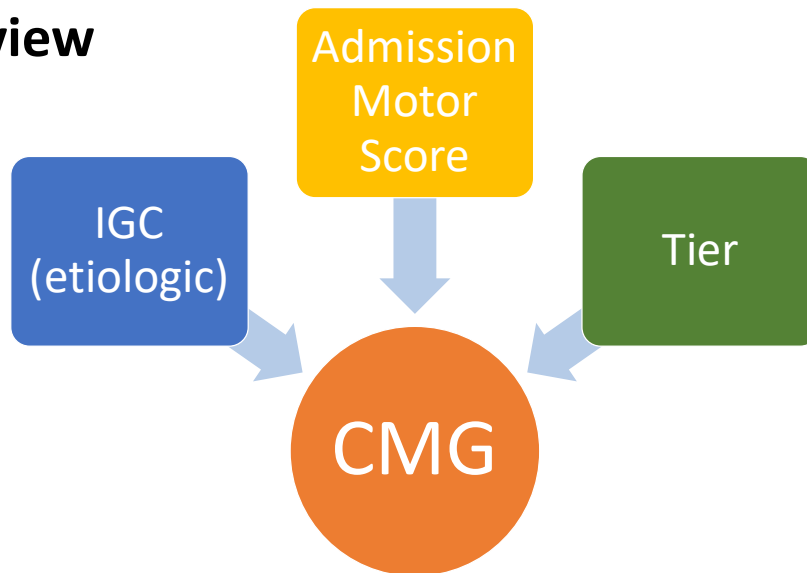 view
Admission
Motor
Score
IGC
(etiologic)
Tier
CMG